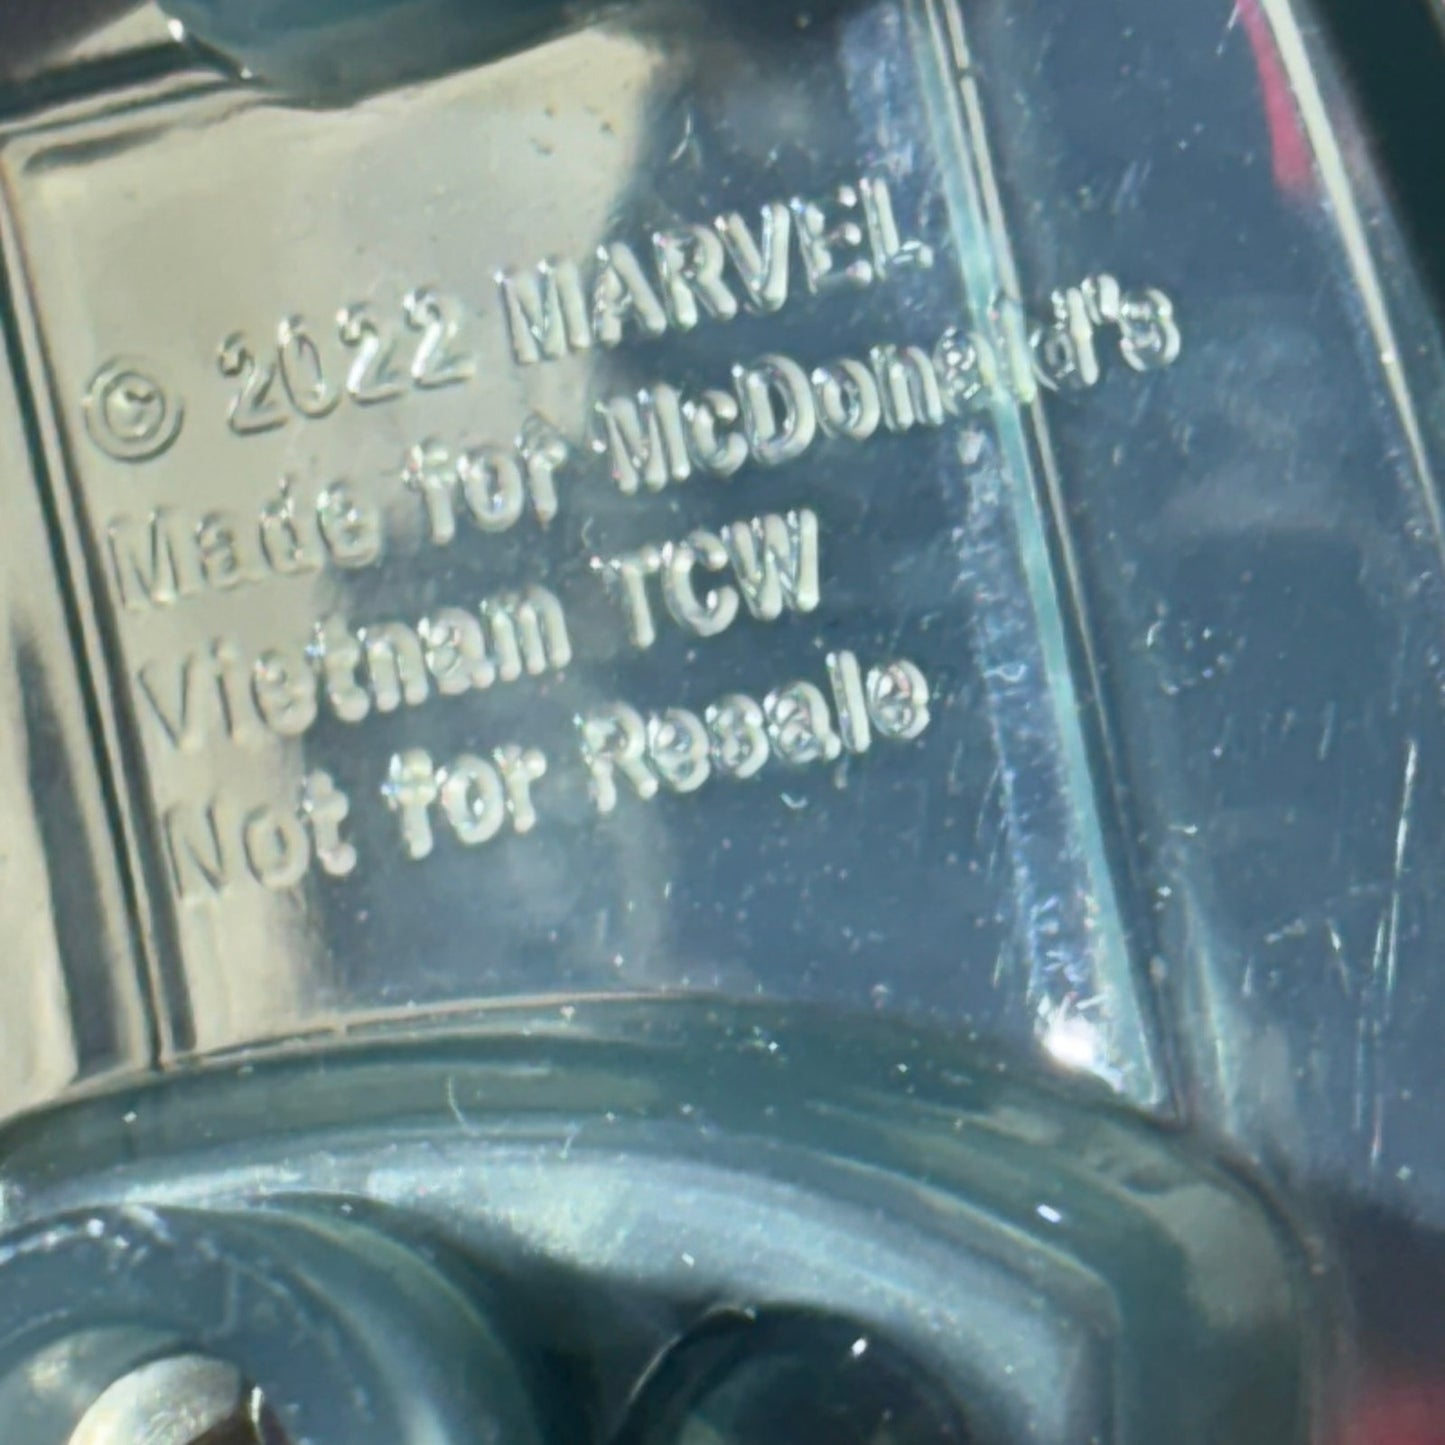 © 2022 MARVEL
Made for McDonald's
Vietnam TCW
Not for Resale